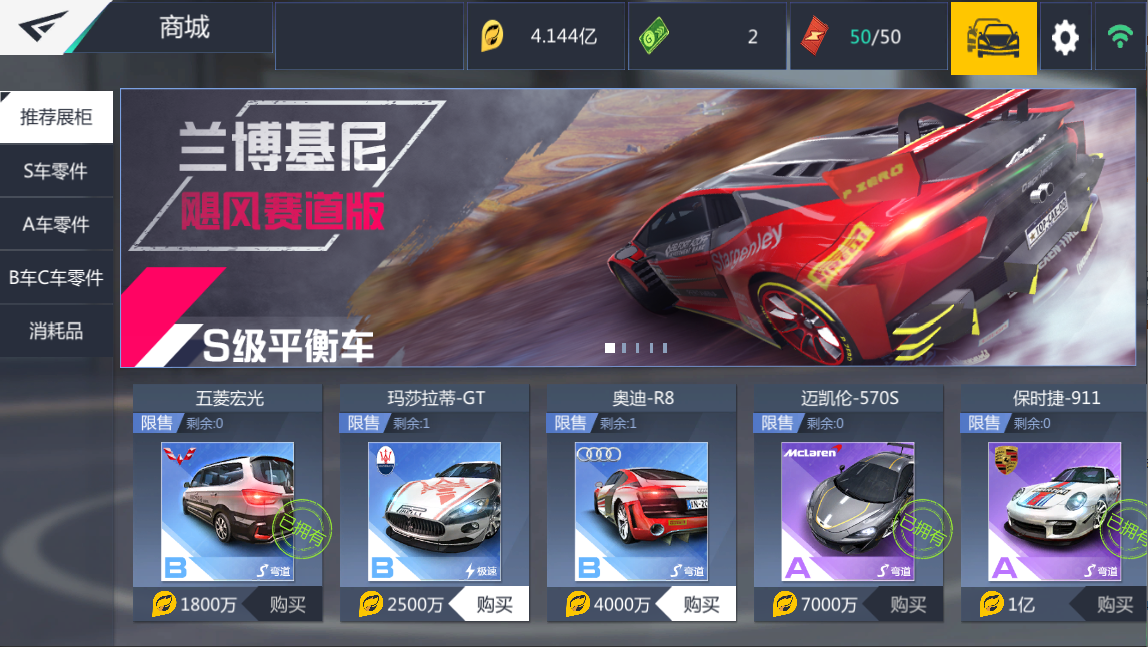 商城
4.144亿
2
50/50
推荐展柜
S车零件
A车零件
B车C车零件
消耗品
兰博基尼
飓风赛道版
S级平衡车
P ZERO
PIRELLI
五菱宏光
限售 剩余:0
已拥有
B
弯道
1800万
购买
玛莎拉蒂-GT
限售 剩余:1
B
极速
2500万
购买
奥迪-R8
限售 剩余:1
B
弯道
4000万
购买
迈凯伦-570S
限售 剩余:0
McLaren
已拥有
A
弯道
7000万
购买
保时捷-911
限售 剩余:0
已拥有
A
弯道
1亿
购买